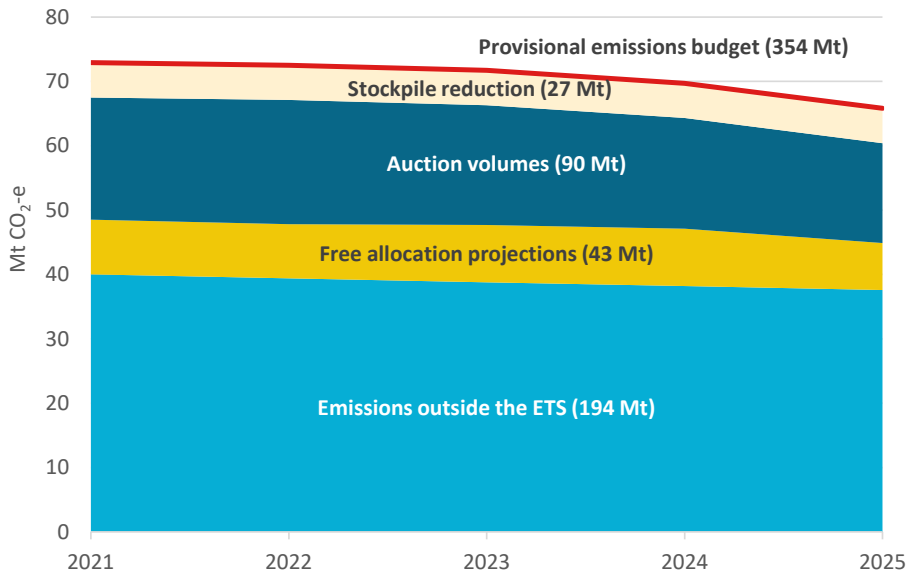 80
70
60
50
40
30
20
10
0
Mt CO₂-e
Provisional emissions budget (354 Mt)
Stockpile reduction (27 Mt)
Auction volumes (90 Mt)
Free allocation projections (43 Mt)
Emissions outside the ETS (194 Mt)
2021 2022 2023 2024 2025